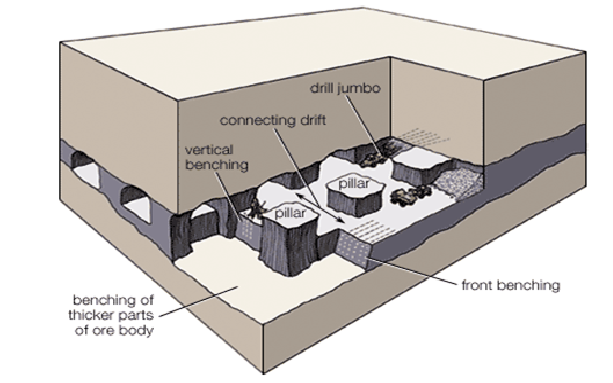 drill jumbo
connecting drift
vertical
benching
pillar
pillar
front benching
benching of
thicker parts
of ore body